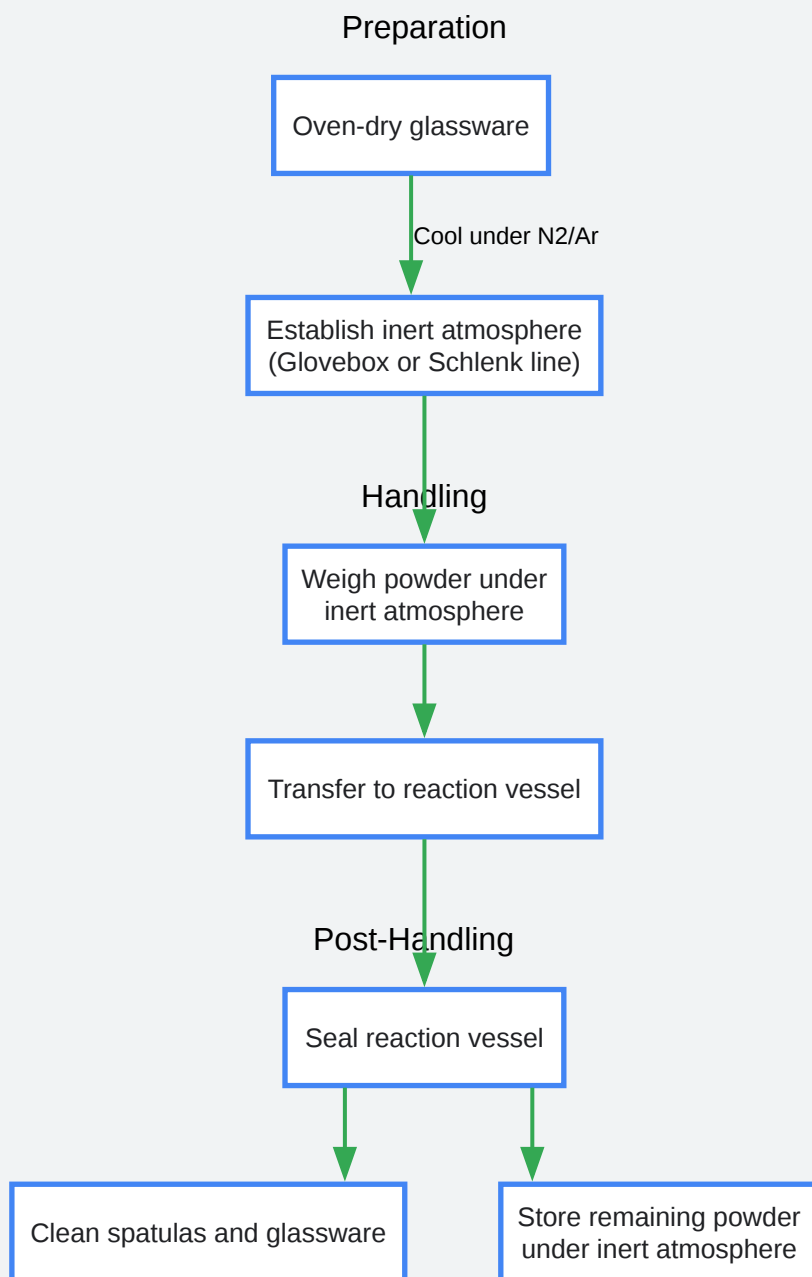 Preparation
Oven-dry glassware
Cool under N2/Ar
Establish inert atmosphere
(Glovebox or Schlenk line)
Handling
Weigh powder under
inert atmosphere
Transfer to reaction vessel
Post-Handling
Seal reaction vessel
Clean spatulas and glassware
Store remaining powder
under inert atmosphere